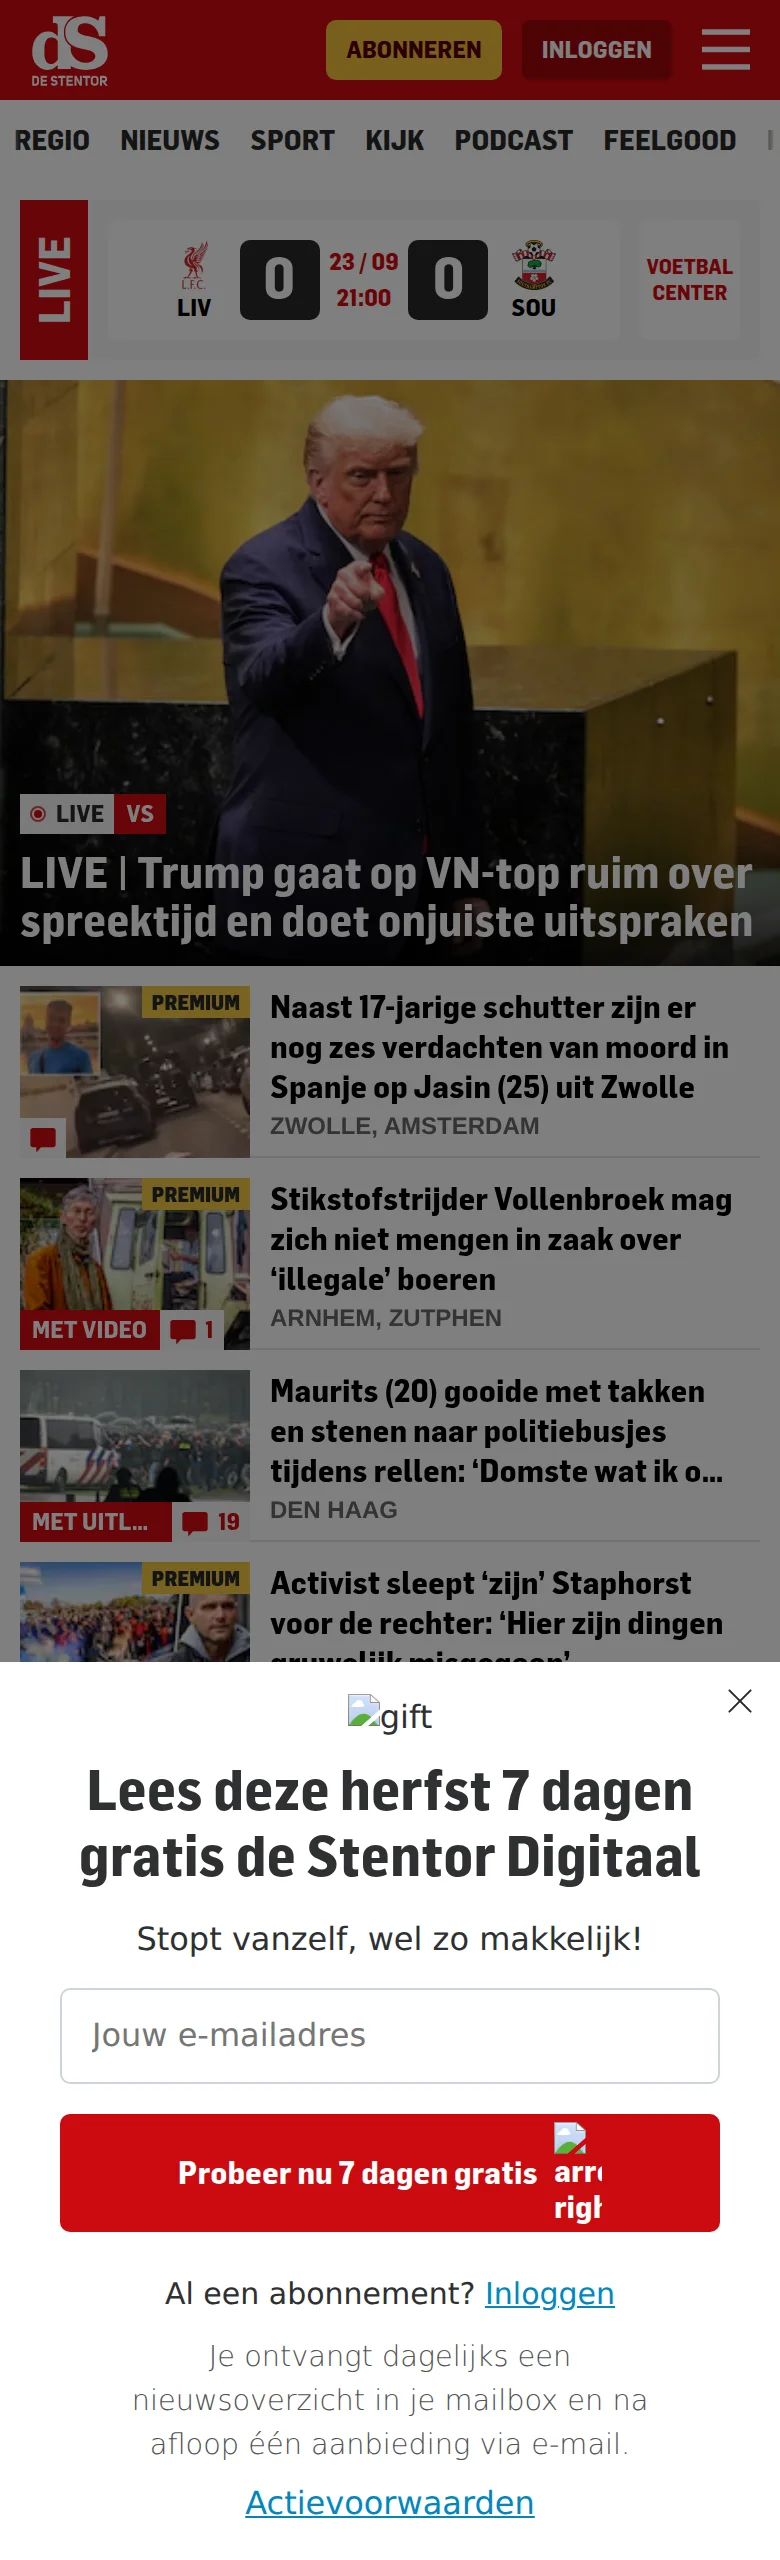 dS
DE STENTOR
ABONNEREN
INLOGGEN
REGIO NIEUWS SPORT KIJK PODCAST FEELGOOD
LIVE
L.F.C.
LIV
0
23 / 09
21:00
0
SOU
VOETBAL
CENTER
LIVE VS
LIVE | Trump gaat op VN-top ruim over
spreektijd en doet onjuiste uitspraken
PREMIUM
Naast 17-jarige schutter zijn er
nog zes verdachten van moord in
Spanje op Jasin (25) uit Zwolle
ZWOLLE, AMSTERDAM
PREMIUM
MET VIDEO 1
Stikstofstrijder Vollenbroek mag
zich niet mengen in zaak over
‘illegale’ boeren
ARNHEM, ZUTPHEN
MET UITL... 19
Maurits (20) gooide met takken
en stenen naar politiebusjes
tijdens rellen: ‘Domste wat ik o...
DEN HAAG
PREMIUM
Activist sleept ‘zijn’ Staphorst
voor de rechter: ‘Hier zijn dingen
gift
Lees deze herfst 7 dagen
gratis de Stentor Digitaal
Stopt vanzelf, wel zo makkelijk!
Jouw e-mailadres
Probeer nu 7 dagen gratis
Al een abonnement? Inloggen
Je ontvangt dagelijks een
nieuwsoverzicht in je mailbox en na
afloop één aanbieding via e-mail.
Actievoorwaarden